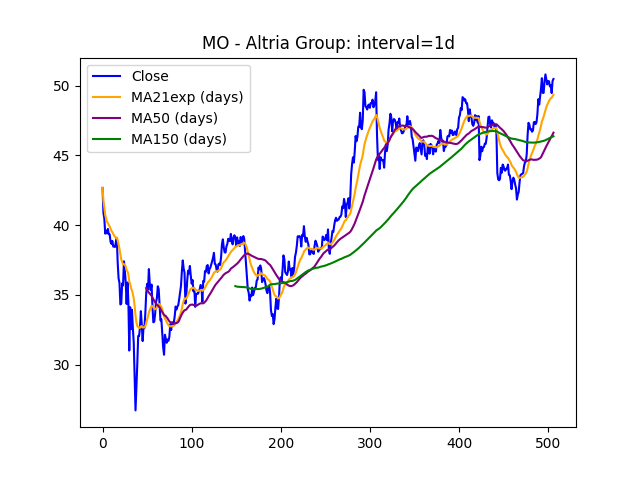 MO - Altria Group: interval=1d
Close
MA21exp (days)
MA50 (days)
MA150 (days)
50
45
40
35
30
0 100 200 300 400 500